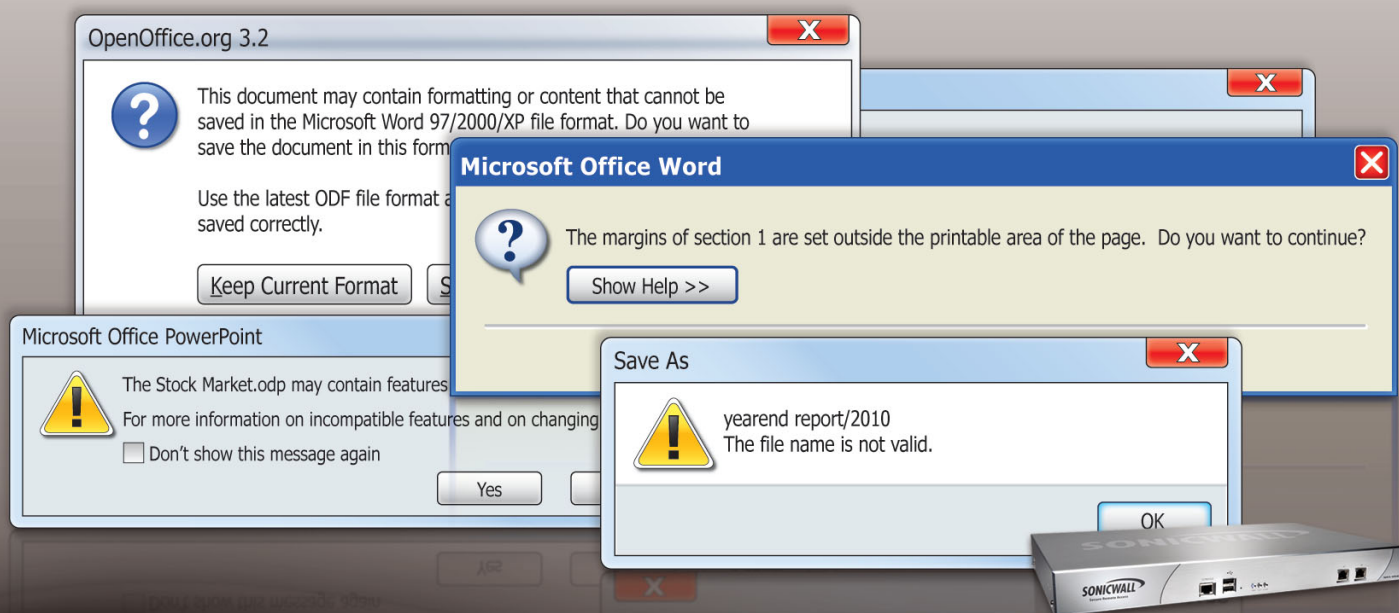 OpenOffice.org 3.2
X
This document may contain formatting or content that cannot be
saved in the Microsoft Word 97/2000/XP file format. Do you want to
save the document in this form
Use the latest ODF file format a
saved correctly.
Keep Current Format
S
X
Microsoft Office Word
X
?
The margins of section 1 are set outside the printable area of the page. Do you want to continue?
Show Help >>
Microsoft Office PowerPoint
!
The Stock Market.odp may contain features
For more information on incompatible features and on changing
Don't show this message again
Yes
Save As
X
!
yearend report/2010
The file name is not valid.
OK
SONICWALL
SONICWALL